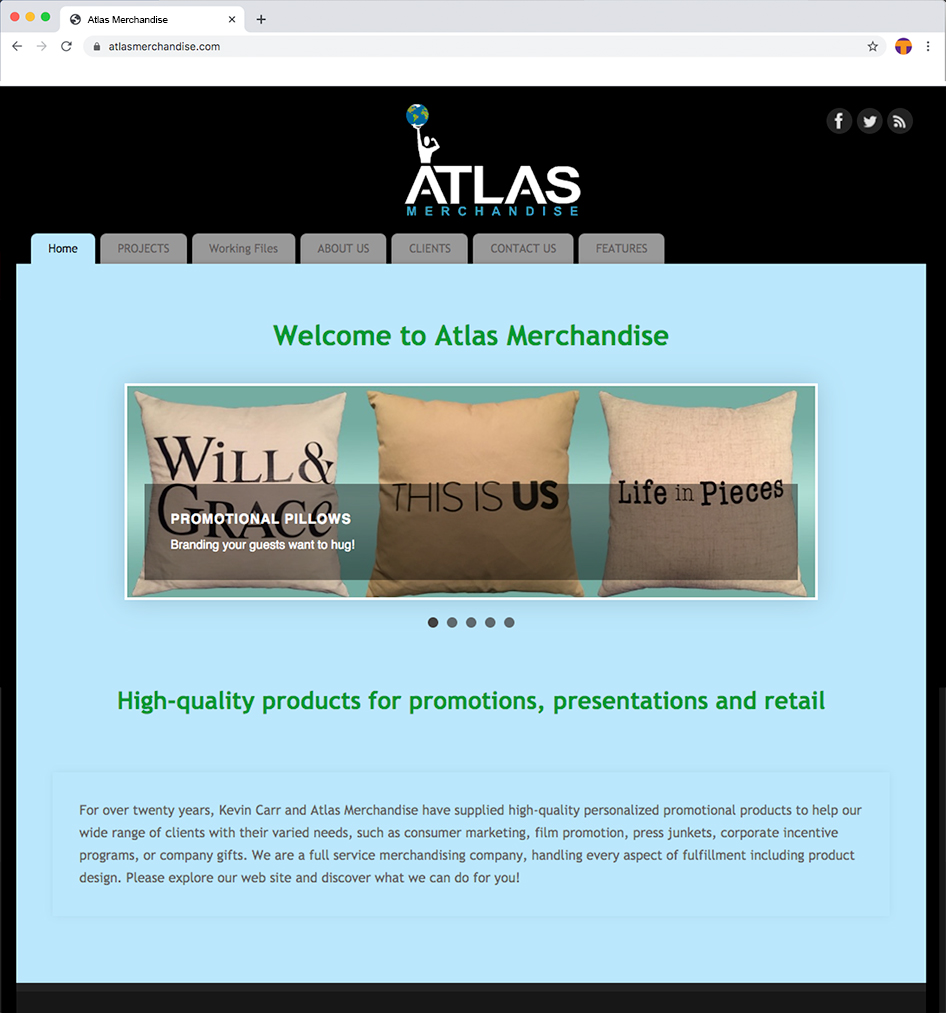 Atlas Merchandise
atlasmerchandise.com
ATLAS
MERCHANDISE
Home PROJECTS Working Files ABOUT US CLIENTS CONTACT US FEATURES
Welcome to Atlas Merchandise
WILL &
GRACE
THIS IS US
Life in Pieces
PROMOTIONAL PILLOWS
Branding your guests want to hug!
High-quality products for promotions, presentations and retail
For over twenty years, Kevin Carr and Atlas Merchandise have supplied high-quality personalized promotional products to help our
wide range of clients with their varied needs, such as consumer marketing, film promotion, press junkets, corporate incentive
programs, or company gifts. We are a full service merchandising company, handling every aspect of fulfillment including product
design. Please explore our web site and discover what we can do for you!